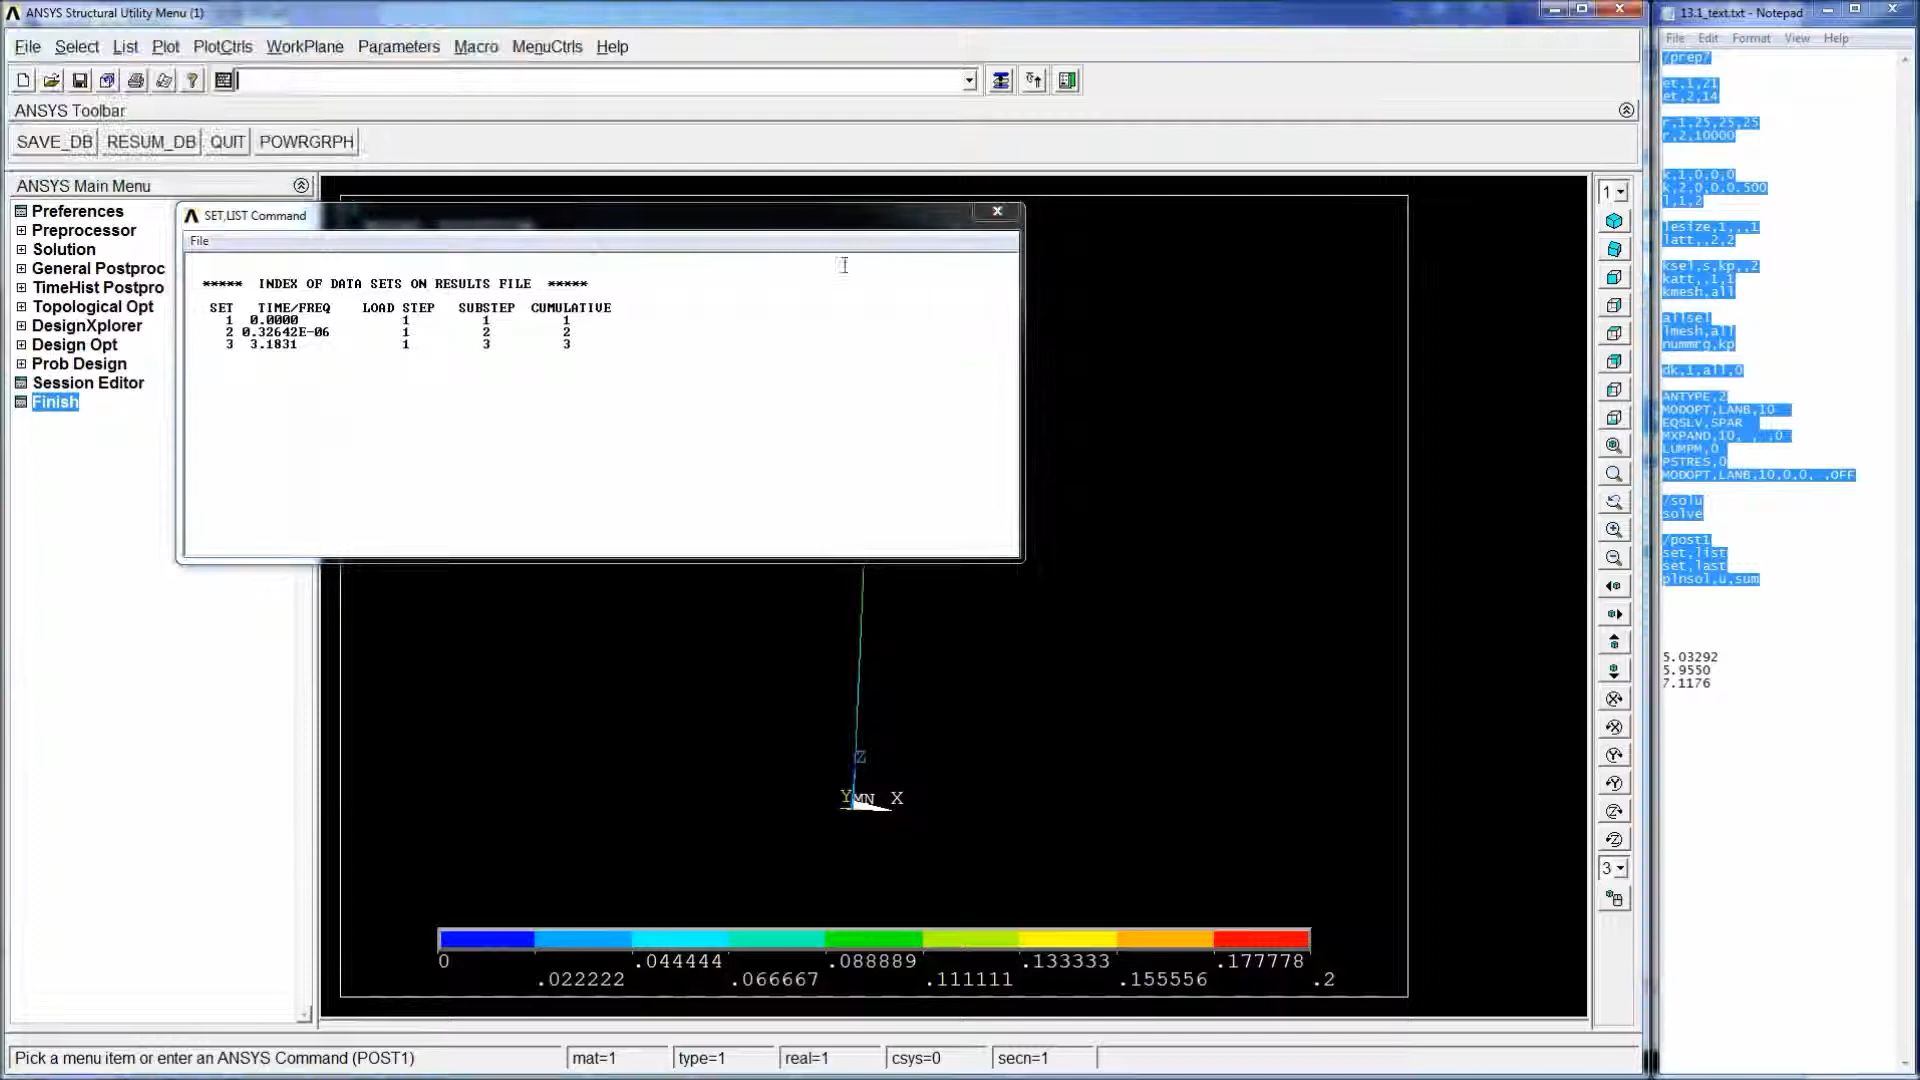 ANSYS Structural Utility Menu (1)
File Select List Plot PlotCtrls WorkPlane Parameters Macro MenuCtrls Help
ANSYS Toolbar
SAVE_DB RESUM_DB QUIT POWRGRPH
ANSYS Main Menu
Preferences
Preprocessor
Solution
General Postproc
TimeHist Postpro
Topological Opt
DesignXplorer
Design Opt
Prob Design
Session Editor
Finish
SET,LIST Command
File
***** INDEX OF DATA SETS ON RESULTS FILE *****
SET TIME/FREQ LOAD STEP SUBSTEP CUMULATIVE
1 0.0000 1 1 1
2 0.32642E-06 1 2 2
3 3.1831 1 3 3
Z
Y MN X
0 .044444 .088889 .133333 .177778
.022222 .066667 .111111 .155556 .2
1
3
Pick a menu item or enter an ANSYS Command (POST1) mat=1 type=1 real=1 csys=0 secn=1
13.1_text.txt - Notepad
File Edit Format View Help
/prep7
et,1,21
et,2,14
r,1,25,25,25
r,2,10000
k,1,0,0,0
k,2,0,0,0.500
l,1,2
lesize,1,,,1
latt,,2,2
ksel,s,kp,,2
katt,,1,1
kmesh,all
allsel
lmesh,all
nummrg,kp
dk,1,all,0
ANTYPE,2
MODOPT,LANB,10
EQSLV,SPAR
MXPAND,10, , ,0
LUMPM,0
PSTRES,0
MODOPT,LANB,10,0,0, ,OFF
/solu
solve
/post1
set,list
set,last
plnsol,u,sum
5.03292
5.9550
7.1176